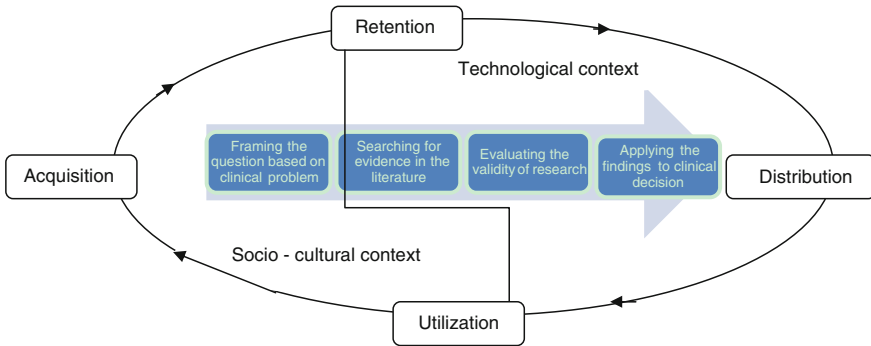 Retention
Technological context
Framing the
question based on
clinical problem
Searching for
evidence in the
literature
Evaluating the
validity of research
Applying the
findings to clinical
decision
Acquisition
Distribution
Socio - cultural context
Utilization